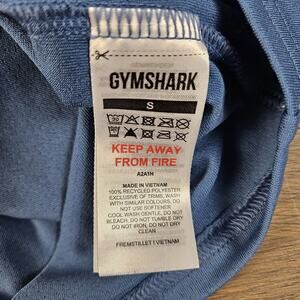 GYMSHARK
S
KEEP AWAY
FROM FIRE
A2A1H
MADE IN VIETNAM
100% RECYCLED POLYESTER
EXCLUSIVE OF TRIMS, WASH
WITH SIMILAR COLOURS, DO
NOT USE SOFTENER,
COOL WASH GENTLE, DO NOT
BLEACH, DO NOT TUMBLE DRY
DO NOT IRON, DO NOT DRY
CLEAN
FREMSTILLET I VIETNAM